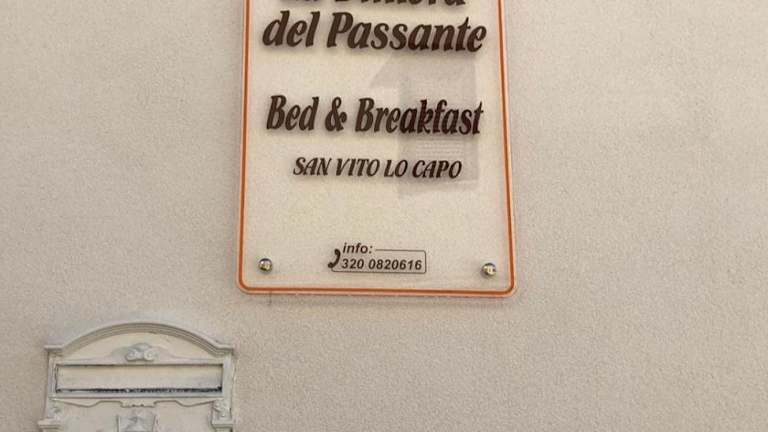 del Passante
Bed & Breakfast
SAN VITO LO CAPO
info:
320 0820616